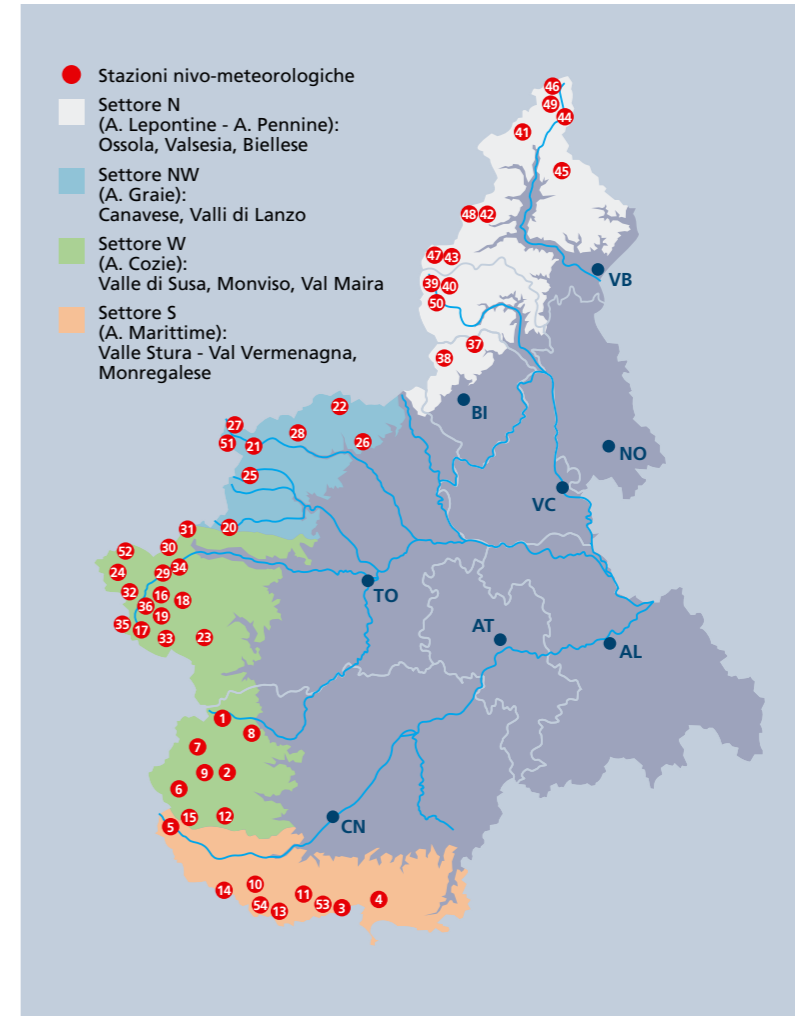 Stazioni nivo-meteorologiche
Settore N
(A. Lepontine - A. Pennine):
Ossola, Valsesia, Biellese
Settore NW
(A. Graie):
Canavese, Valli di Lanzo
Settore W
(A. Cozie):
Valle di Susa, Monviso, Val Maira
Settore S
(A. Marittime):
Valle Stura - Val Vermenagna,
Monregalese
46
49
44
41
45
48 42
47 43
VB
39 40
50
37
38
22
BI
27
28
51 21
26
NO
25
VC
31 20
30
52
34
24 29
TO
32 16 18
36
19
35 17
33 23
AT
AL
1
8
7
9 2
6
15 12
5
CN
10
14
11
4
54 13 53 3